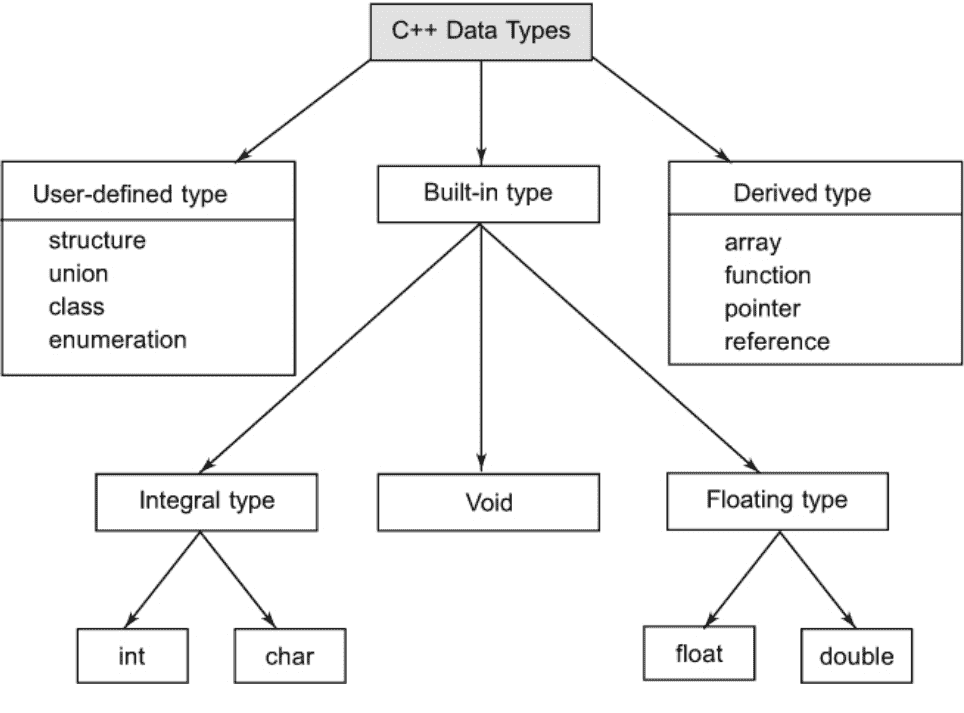 C++ Data Types
User-defined type
structure
union
class
enumeration
Built-in type
Derived type
array
function
pointer
reference
Integral type
Void
Floating type
int
char
float
double